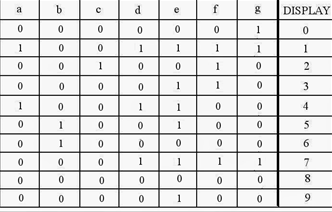 a b c d e f g DISPLAY
0 0 0 0 0 0 1 0
1 0 0 1 1 1 1 1
0 0 1 0 0 1 0 2
0 0 0 0 1 1 0 3
1 0 0 1 1 0 0 4
0 1 0 0 1 0 0 5
0 1 0 0 0 0 0 6
0 0 0 1 1 1 1 7
0 0 0 0 0 0 0 8
0 0 0 0 1 0 0 9